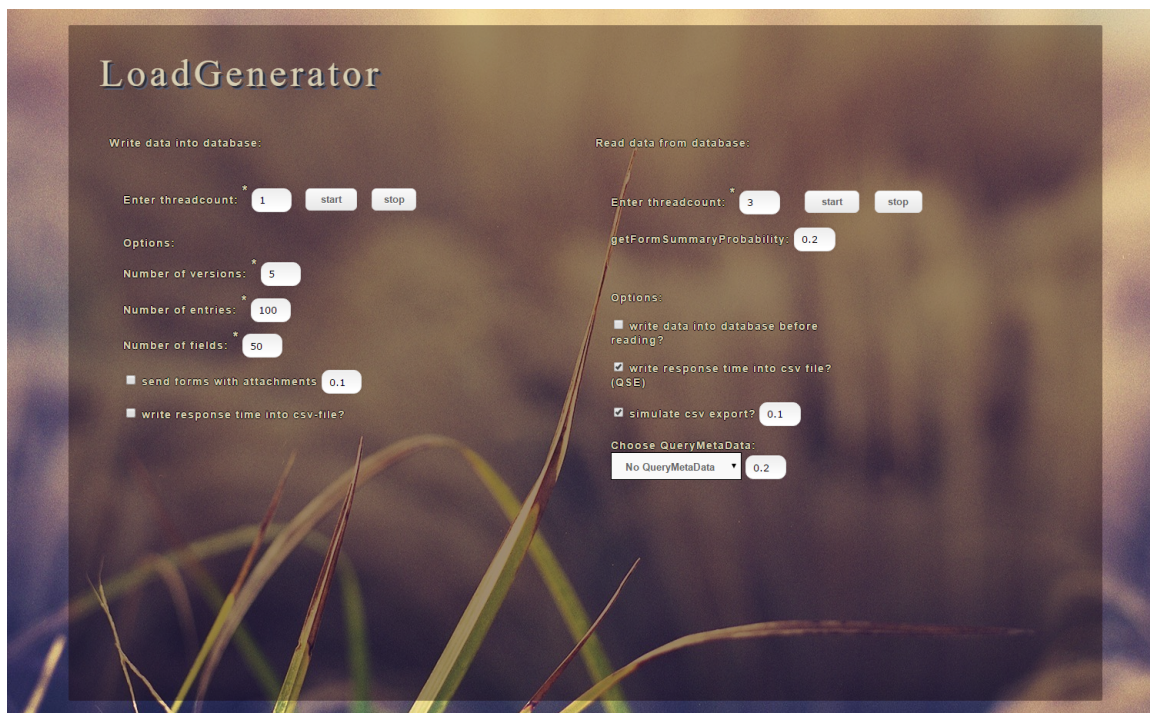 LoadGenerator
Write data into database:
Enter threadcount: * 1 start stop
Options:
Number of versions: * 5
Number of entries: * 100
Number of fields: * 50
send forms with attachments 0.1
write response time into csv-file?
Read data from database:
Enter threadcount: * 3 start stop
getFormSummaryProbability: 0.2
Options:
write data into database before
reading?
write response time into csv file?
(QSE)
simulate csv export? 0.1
Choose QueryMetaData:
No QueryMetaData 0.2